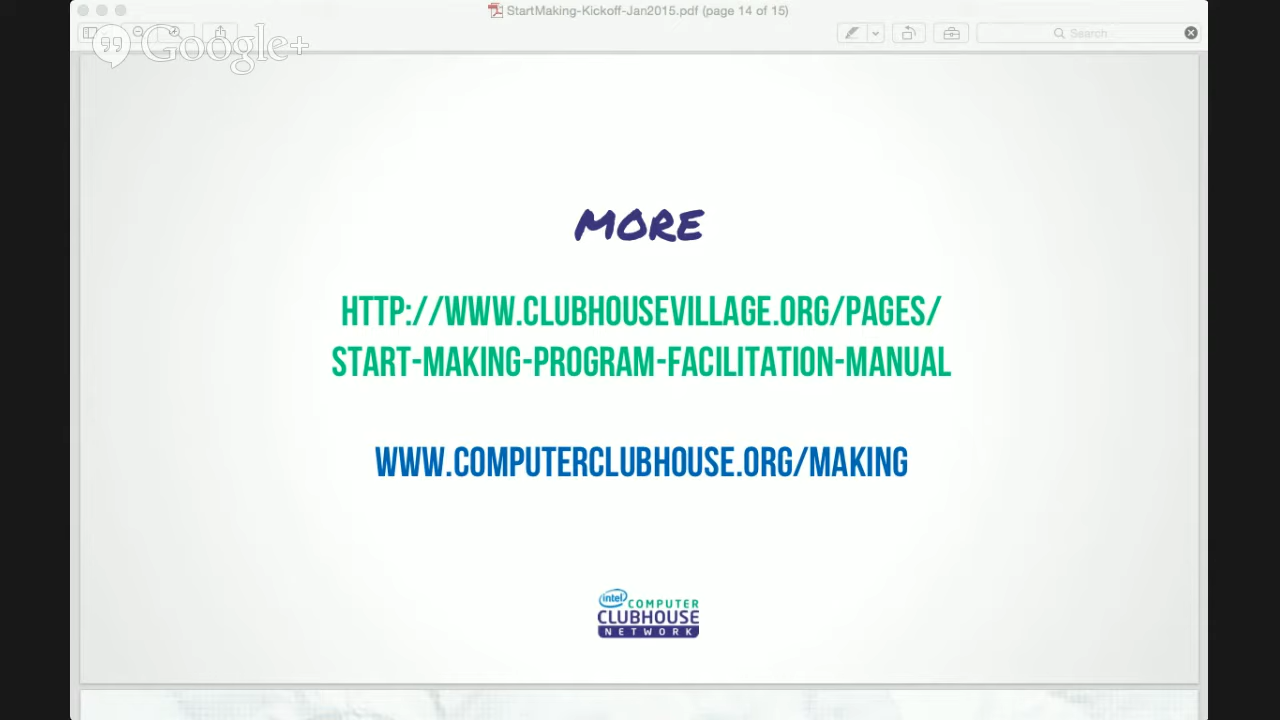 StartMaking-Kickoff-Jan2015.pdf (page 14 of 15)
Google+
Search
MORE
HTTP://WWW.CLUBHOUSEVILLAGE.ORG/PAGES/
START-MAKING-PROGRAM-FACILITATION-MANUAL
WWW.COMPUTERCLUBHOUSE.ORG/MAKING
intel COMPUTER
CLUBHOUSE
NETWORK